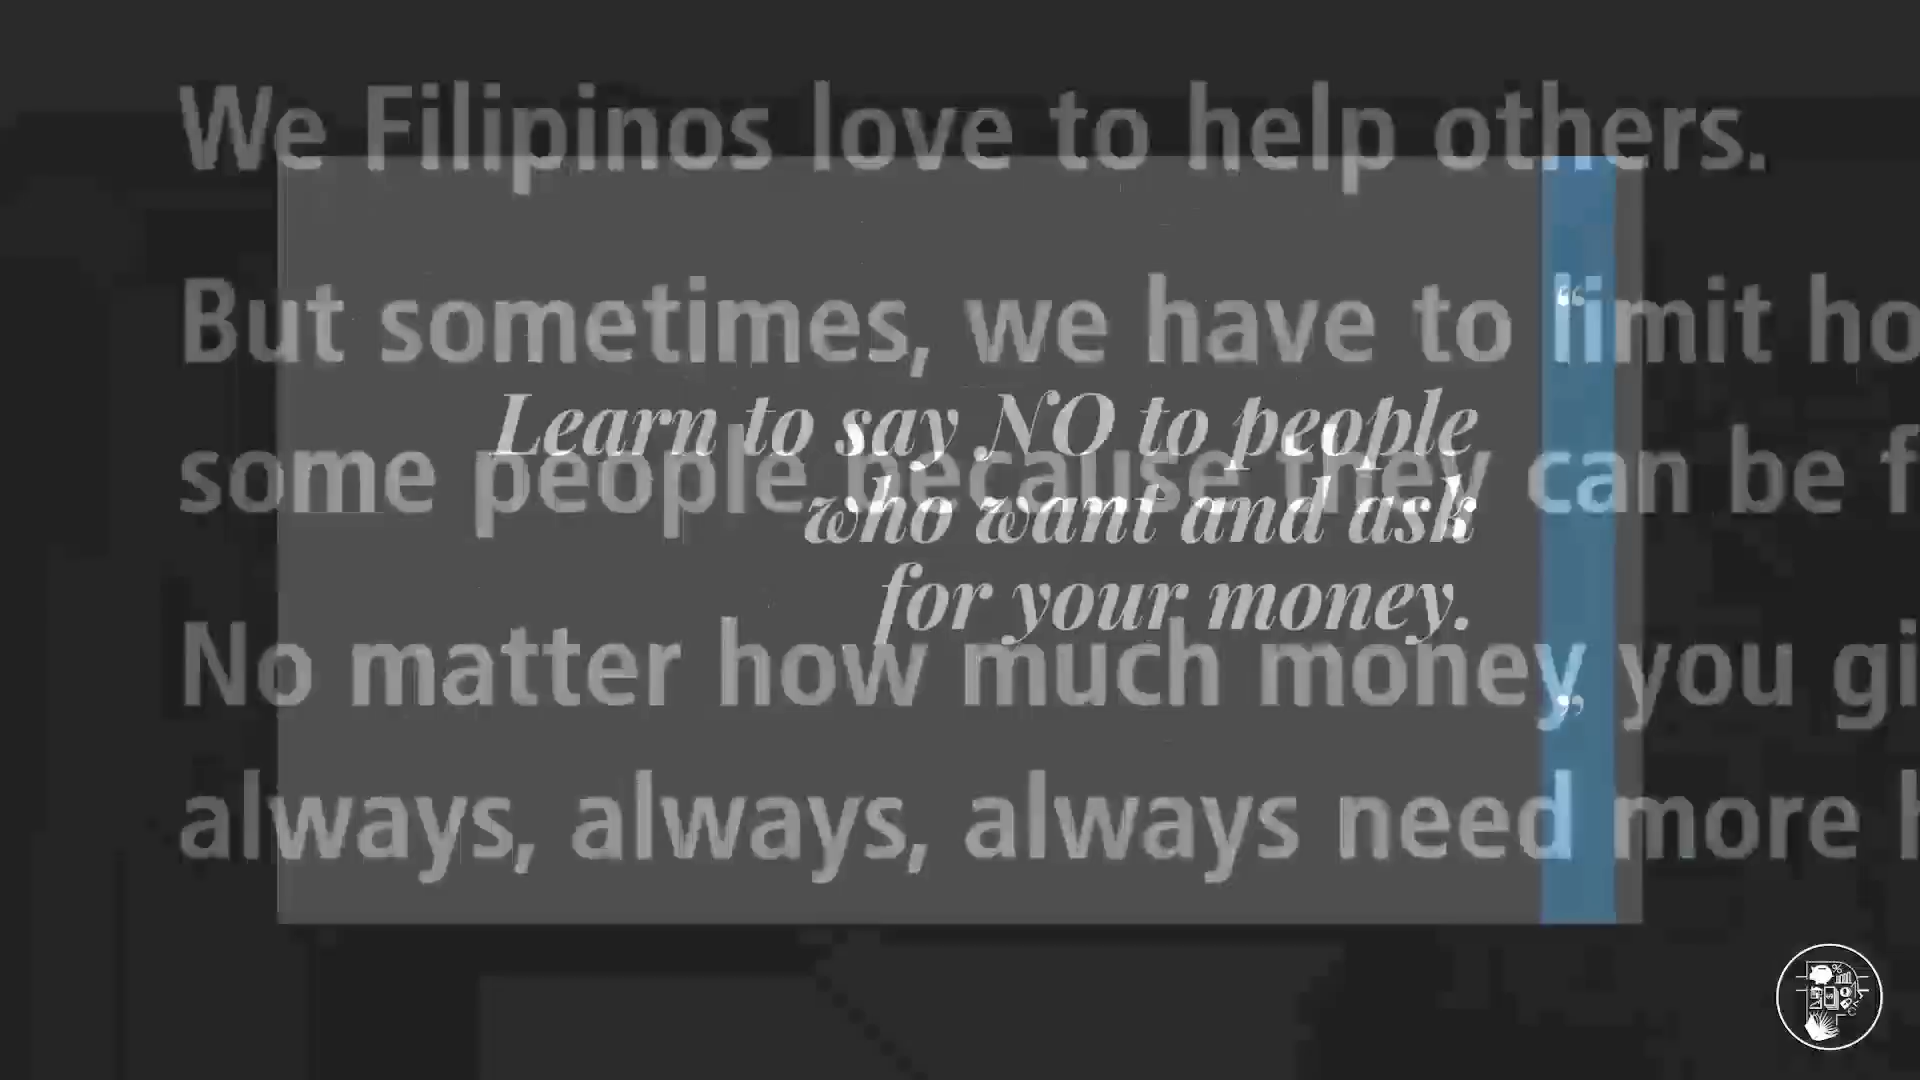 We Filipinos love to help others.
But sometimes, we have to limit
some people because they can be
No matter how much money, you
always, always, always need more
“
Learn to say NO to people
who want and ask
for your money.
”